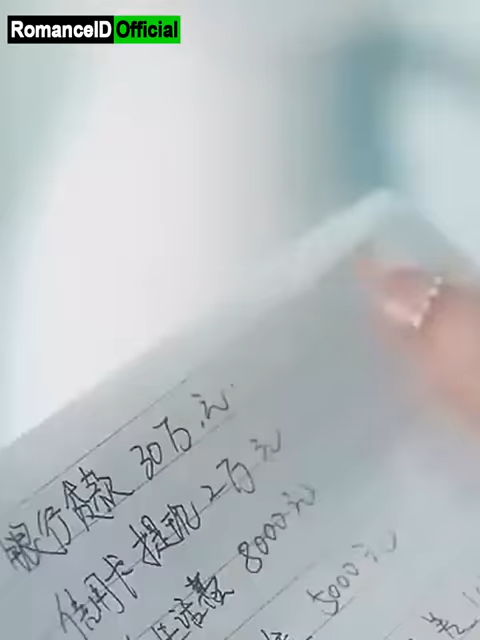 RomanceID Official
银行贷款 30万元
信用卡提现 2万元
生活费 8000元
5000元